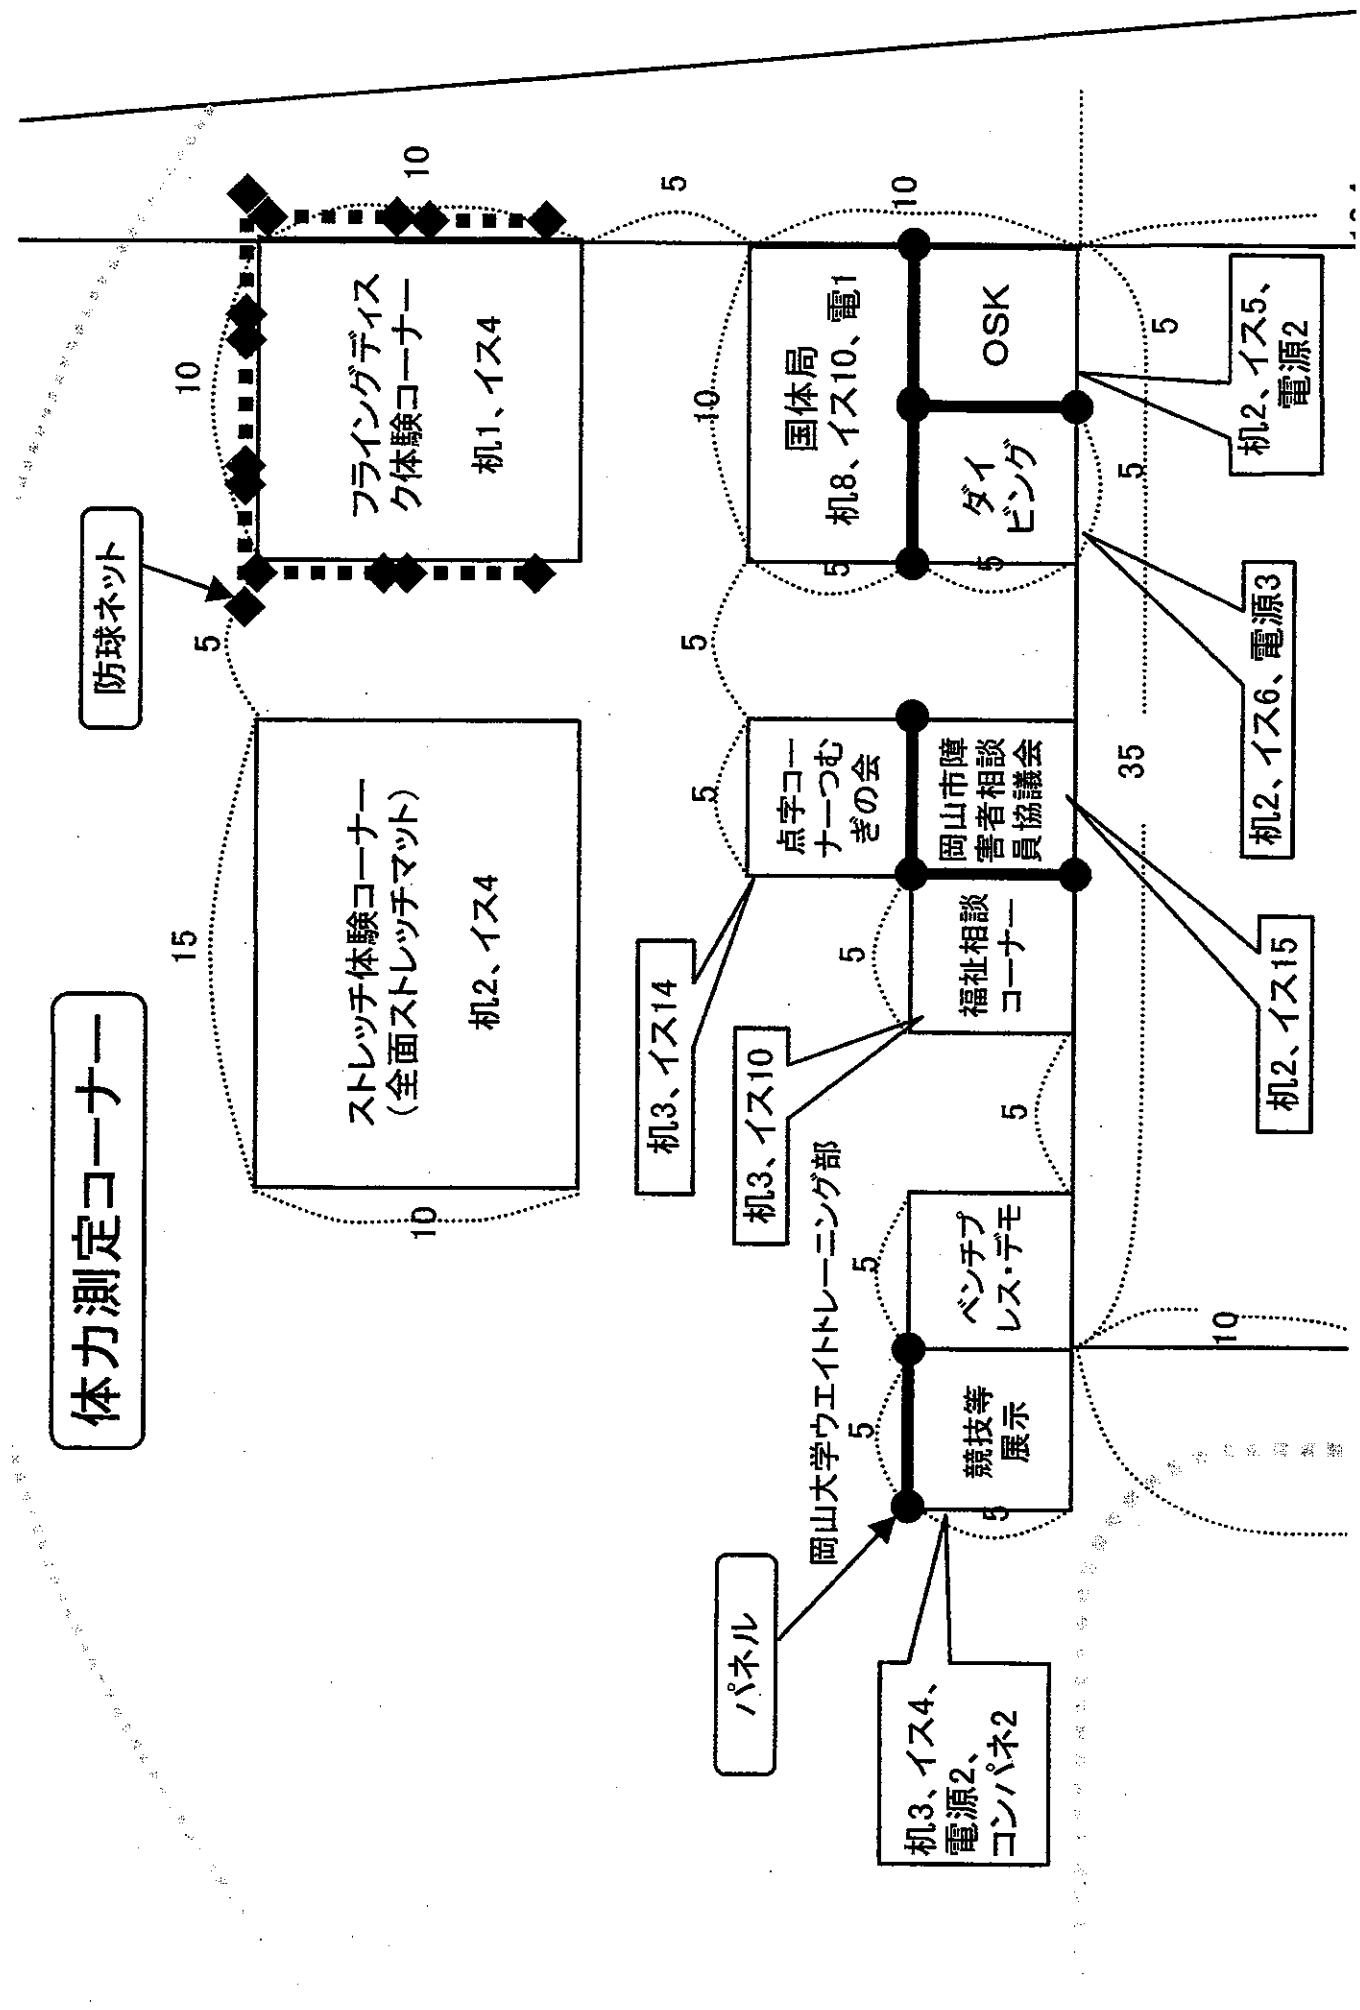 体力測定コーナー
防球ネット
15
5
10
10
ストレッチ体験コーナー
(全面ストレッチマット)
机2、イス4
10
フライングディス
ク体験コーナー
机1、イス4
5
机3、イス14
5
5
10
点字コー
ナーつむ
ぎの会
国体局
机8、イス10、電1
5
10
パネル
岡山大学ウエイトトレーニング部
机3、イス10
5
5
5
競技等
展示
5
ベンチプ
レス・デモ
5
福祉相談
コーナー
岡山市障
害者相談
員協議会
ダイ
ビング
5
OSK
机3、イス4、
電源2、
コンパネ2
35
5
5
10
机2、イス15
机2、イス6、電源3
机2、イス5、
電源2